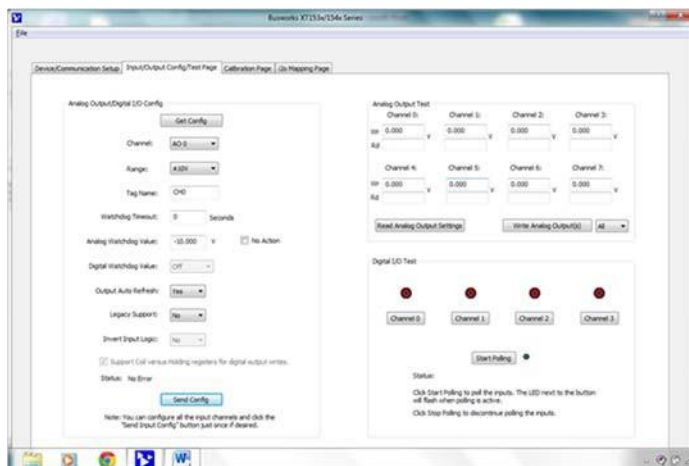 Busworks XT153x/154x Series
File
Device/Communication Setup
Input/Output Config/Test Page
Calibration Page
i2o Mapping Page
Analog Output/Digital I/O Config
Get Config
Channel: AO 0
Range: ±10V
Tag Name: CH0
Watchdog Timeout: 0 Seconds
Analog Watchdog Value: -10.000 V No Action
Digital Watchdog Value: Off
Output Auto Refresh: Yes
Legacy Support: No
Invert Input Logic: No
Support Coil versus Holding registers for digital output writes.
Status: No Error
Send Config
Note: You can configure all the input channels and click the
"Send Input Config" button just once if desired.
Analog Output Test
Channel 0: Channel 1: Channel 2: Channel 3:
Wr 0.000 V 0.000 V 0.000 V 0.000 V
Rd
Channel 4: Channel 5: Channel 6: Channel 7:
Wr 0.000 V 0.000 V 0.000 V 0.000 V
Rd
Read Analog Output Settings Write Analog Output(s) All
Digital I/O Test
Channel 0 Channel 1 Channel 2 Channel 3
Start Polling
Status:
Click Start Polling to poll the inputs. The LED next to the button
will flash when polling is active.
Click Stop Polling to discontinue polling the inputs.